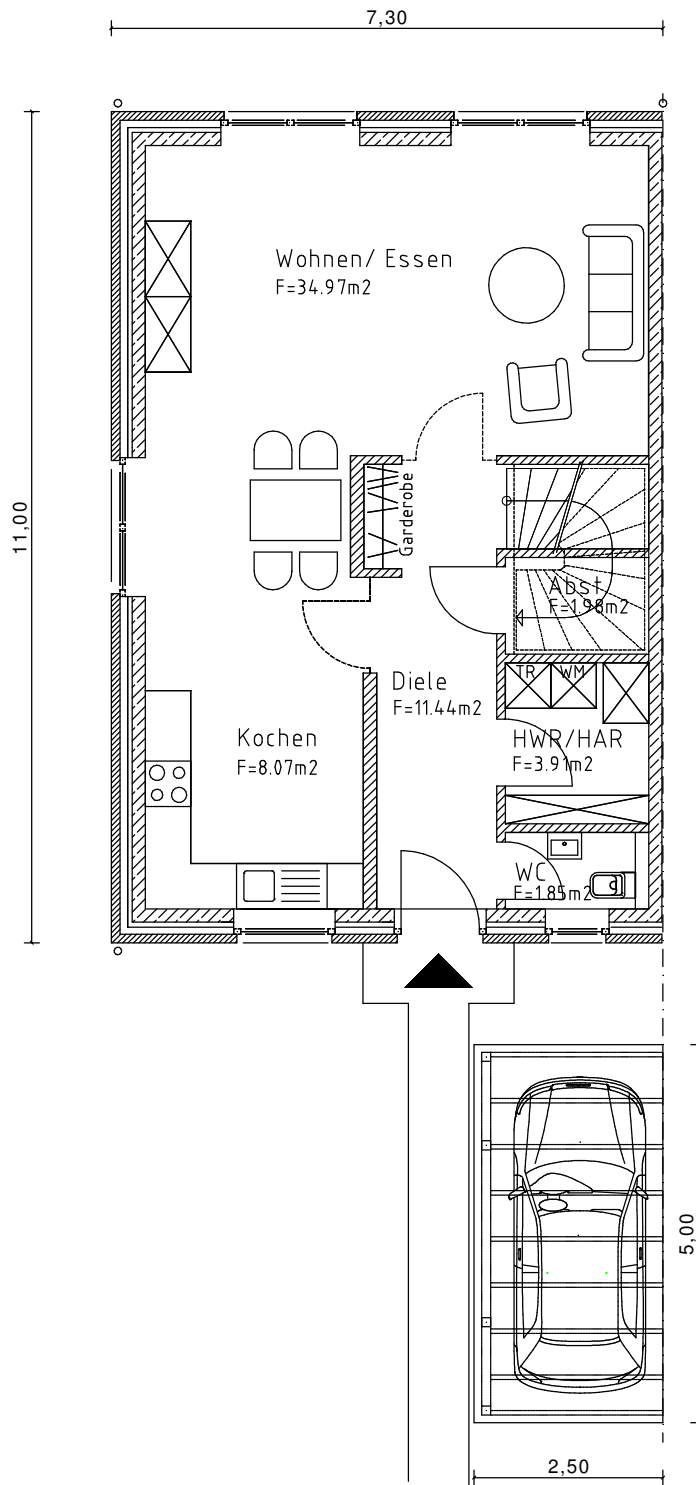 7,30
11,00
Wohnen/ Essen
F=34.97m2
Garderobe
Abst.
F=1.98m2
Diele
F=11.44m2
TR
WM
HWR/HAR
F=3.91m2
Kochen
F=8.07m2
WC
F=1.85m2
5,00
2,50